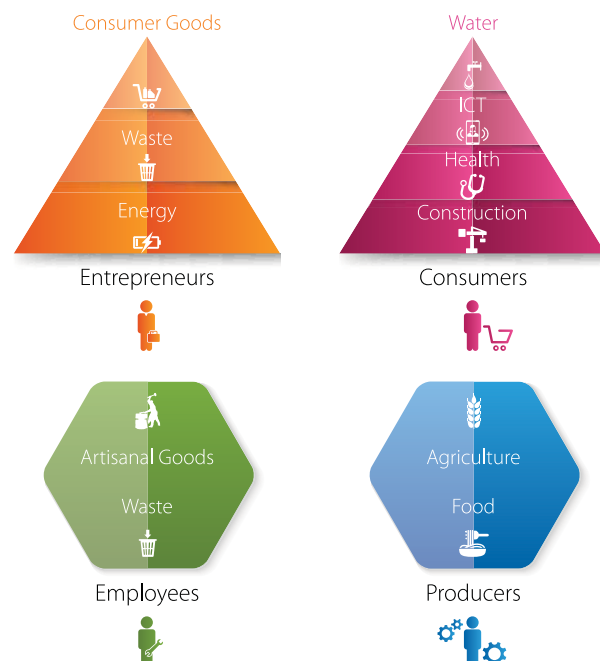 Consumer Goods
Waste
Energy
Entrepreneurs
Water
ICT
Health
Construction
Consumers
Artisanal Goods
Waste
Employees
Agriculture
Food
Producers